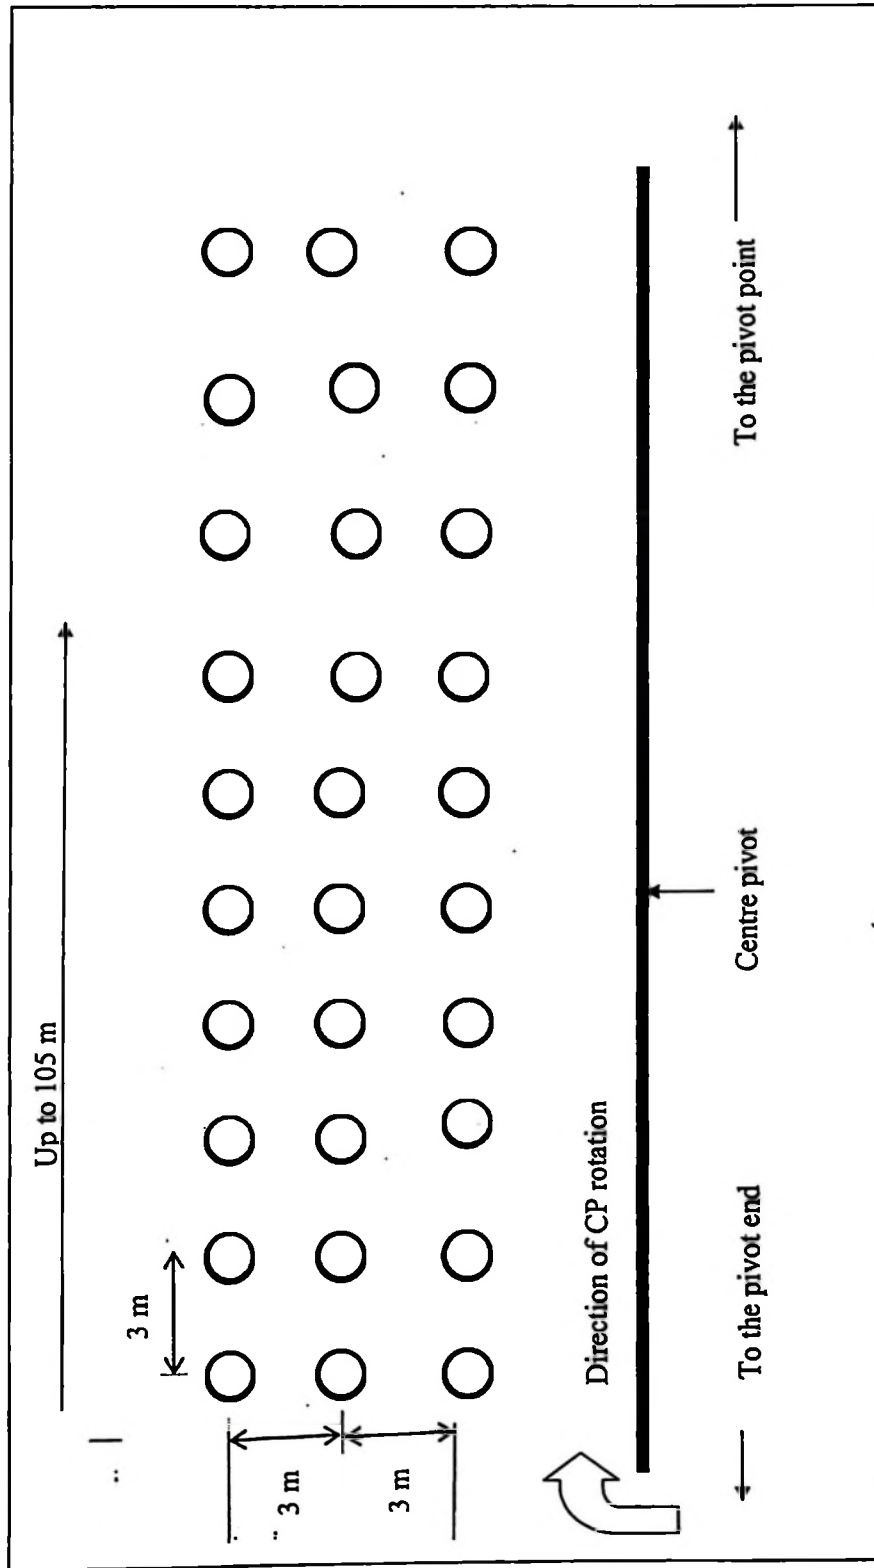 Up to 105 m
3 m
3 m
3 m
Direction of CP rotation
To the pivot end
Centre pivot
To the pivot point